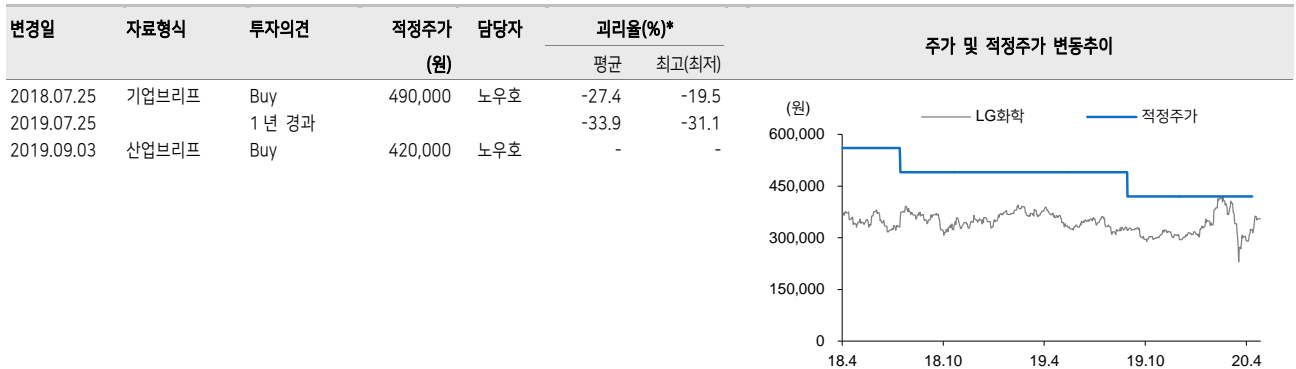 변경일 자료형식 투자의견 적정주가 담당자 괴리율(%)* 주가 및 적정주가 변동추이
(원) 평균 최고(최저)
2018.07.25 기업브리프 Buy 490,000 노우호 -27.4 -19.5
2019.07.25 1년 경과 -33.9 -31.1
2019.09.03 산업브리프 Buy 420,000 노우호 - -
(원)
LG화학 적정주가
600,000
450,000
300,000
150,000
0
18.4 18.10 19.4 19.10 20.4